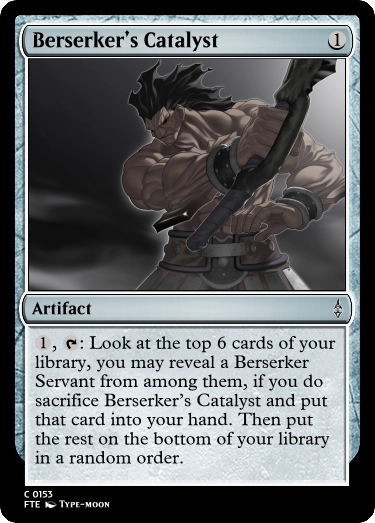 Berserker's Catalyst 1
Artifact
1, : Look at the top 6 cards of your
library, you may reveal a Berserker
Servant from among them, if you do
sacrifice Berserker's Catalyst and put
that card into your hand. Then put
the rest on the bottom of your library
in a random order.
C 0153
FTE Type-moon